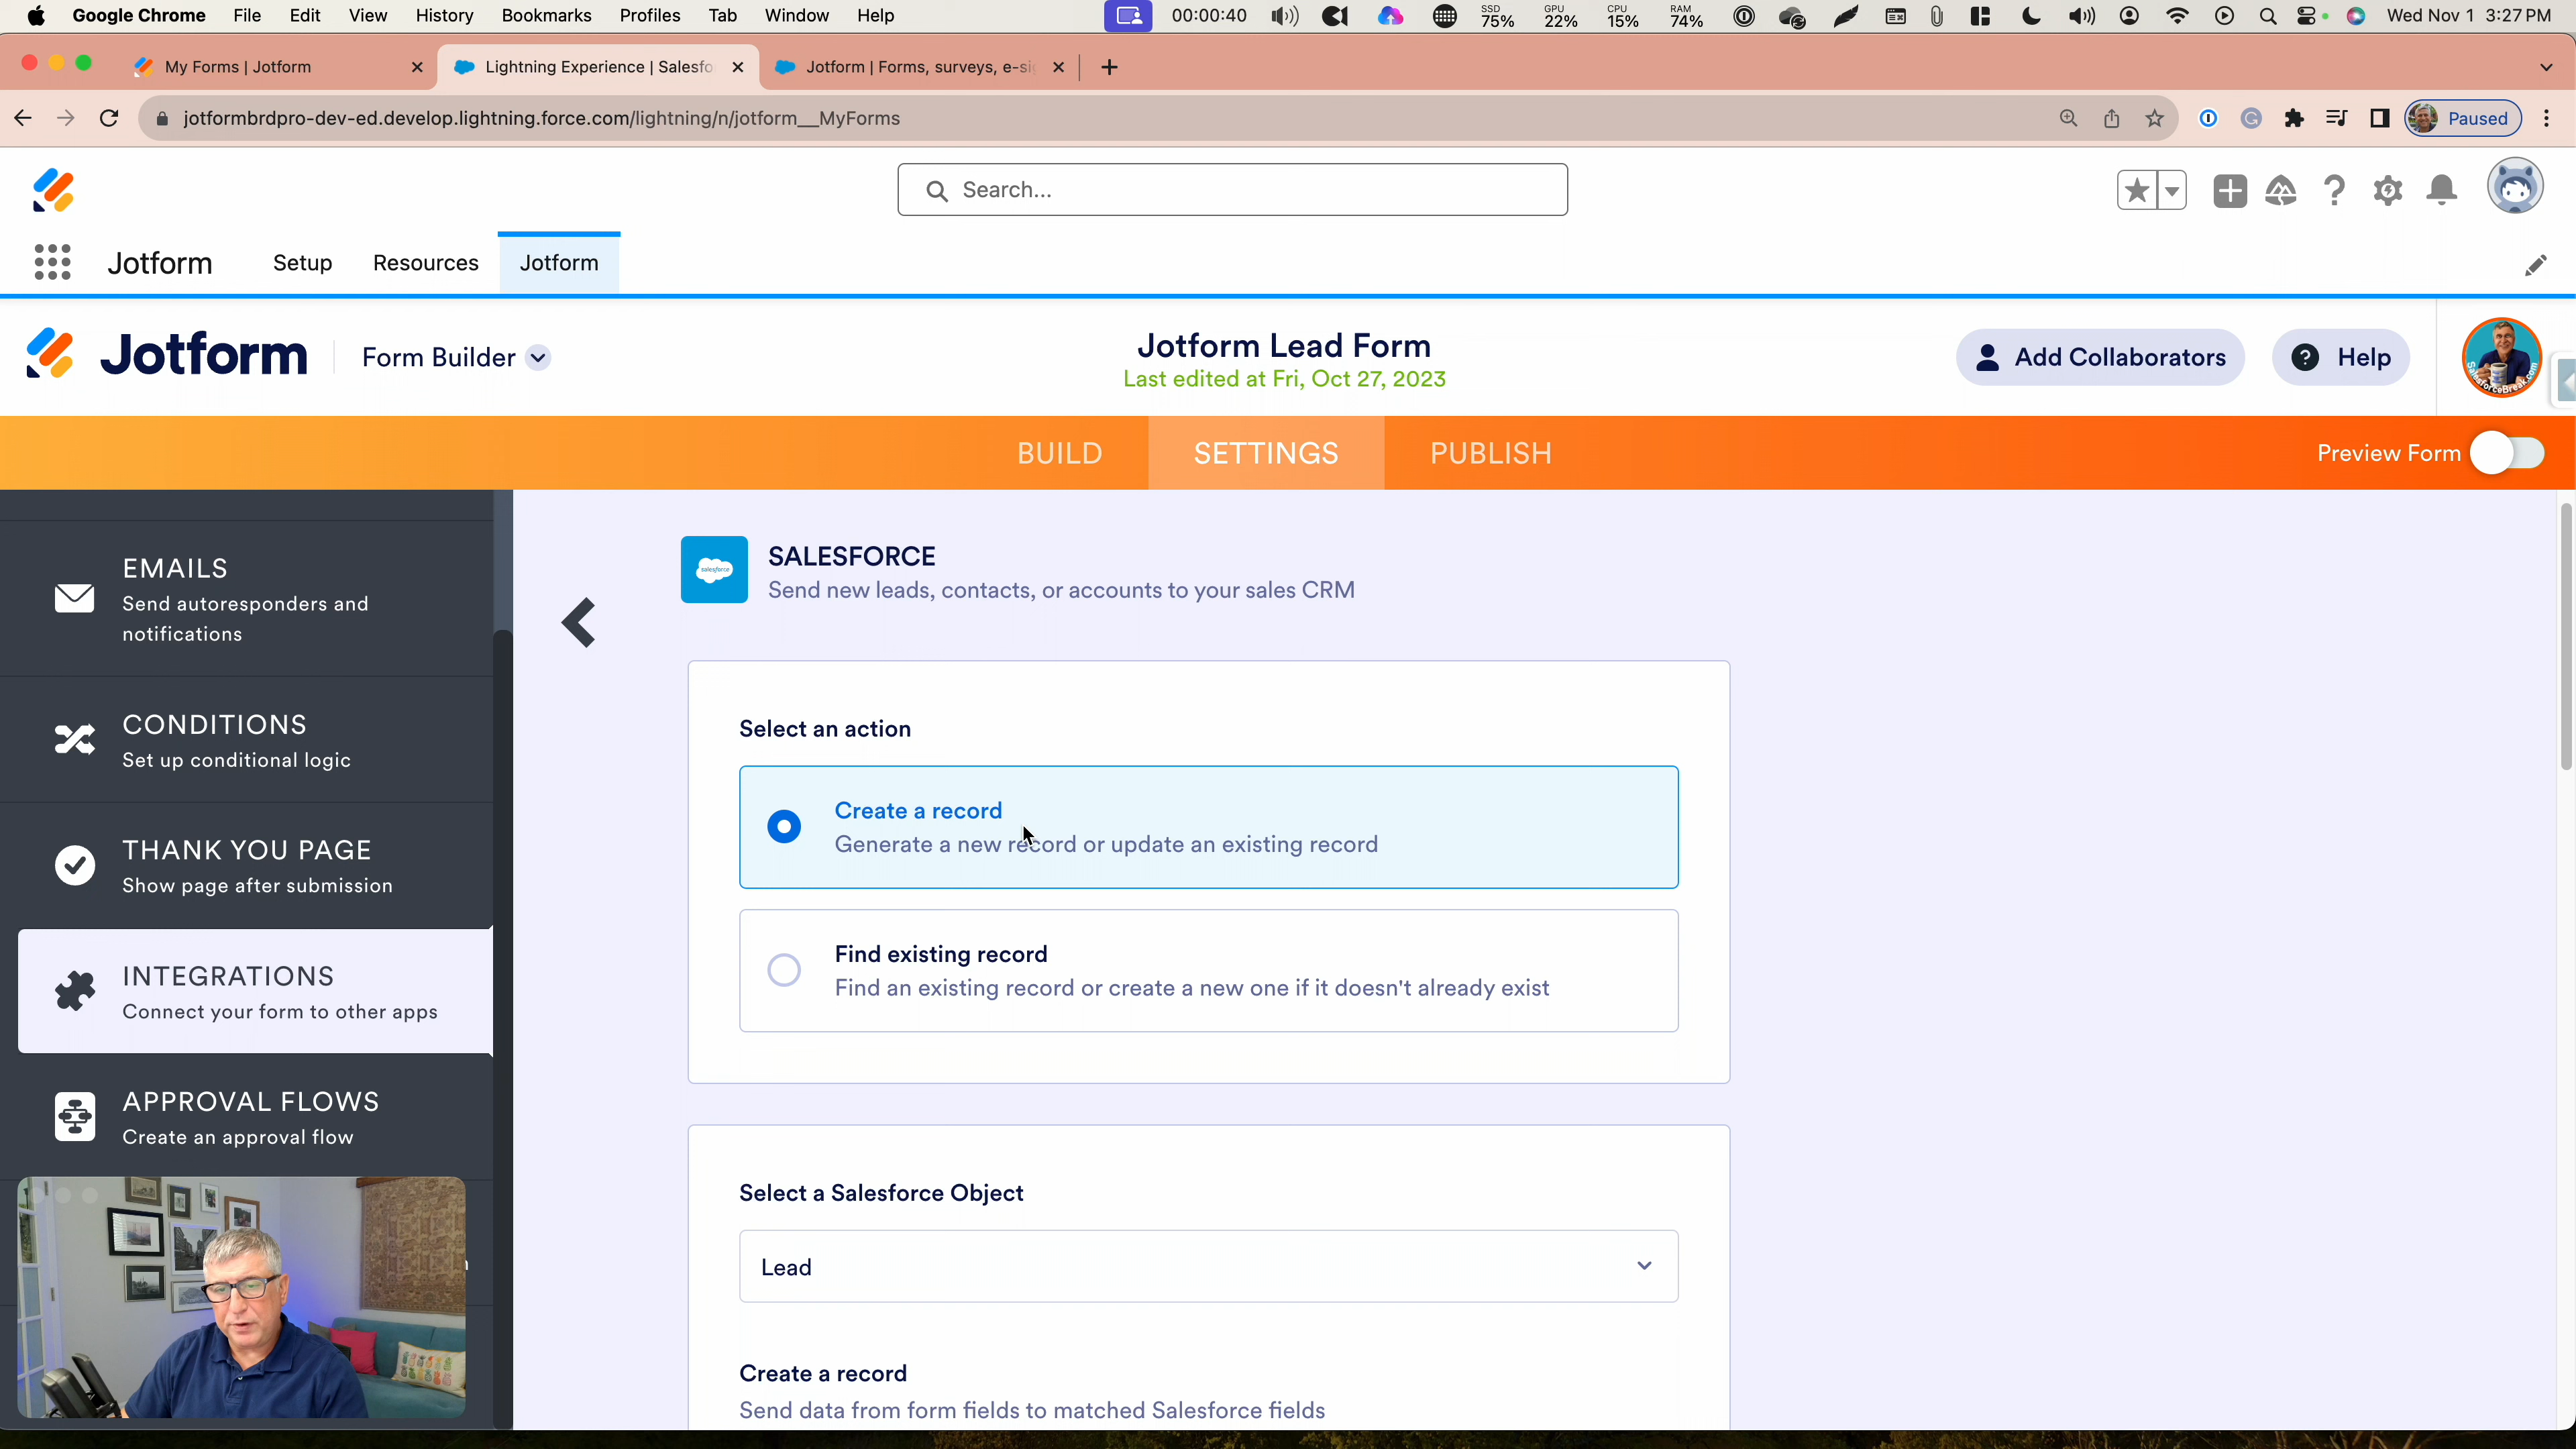 Google Chrome File Edit View History Bookmarks Profiles Tab Window Help 00:00:40 SSD 75% GPU 22% CPU 15% RAM 74% Wed Nov 1 3:27 PM
My Forms | Jotform Lightning Experience | Salesfo Jotform | Forms, surveys, e-si
jotformbrdpro-dev-ed.develop.lightning.force.com/lightning/n/jotform__MyForms Paused
Search...
Jotform Setup Resources Jotform
Jotform Form Builder Jotform Lead Form Add Collaborators Help
Last edited at Fri, Oct 27, 2023
BUILD SETTINGS PUBLISH Preview Form
EMAILS
Send autoresponders and
notifications
CONDITIONS
Set up conditional logic
THANK YOU PAGE
Show page after submission
INTEGRATIONS
Connect your form to other apps
APPROVAL FLOWS
Create an approval flow
salesforce
SALESFORCE
Send new leads, contacts, or accounts to your sales CRM
Select an action
Create a record
Generate a new record or update an existing record
Find existing record
Find an existing record or create a new one if it doesn't already exist
Select a Salesforce Object
Lead
Create a record
Send data from form fields to matched Salesforce fields